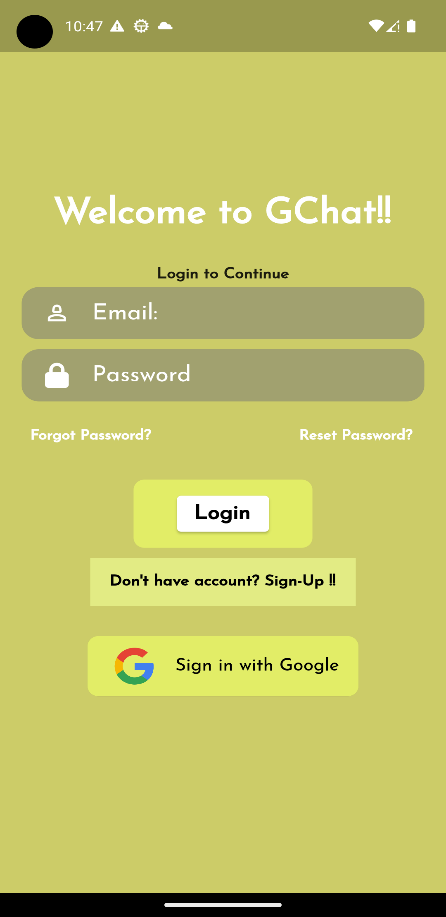 10:47
Welcome to GChat!!
Login to Continue
Email:
Password
Forgot Password? Reset Password?
Login
Don't have account? Sign-Up !!
Sign in with Google